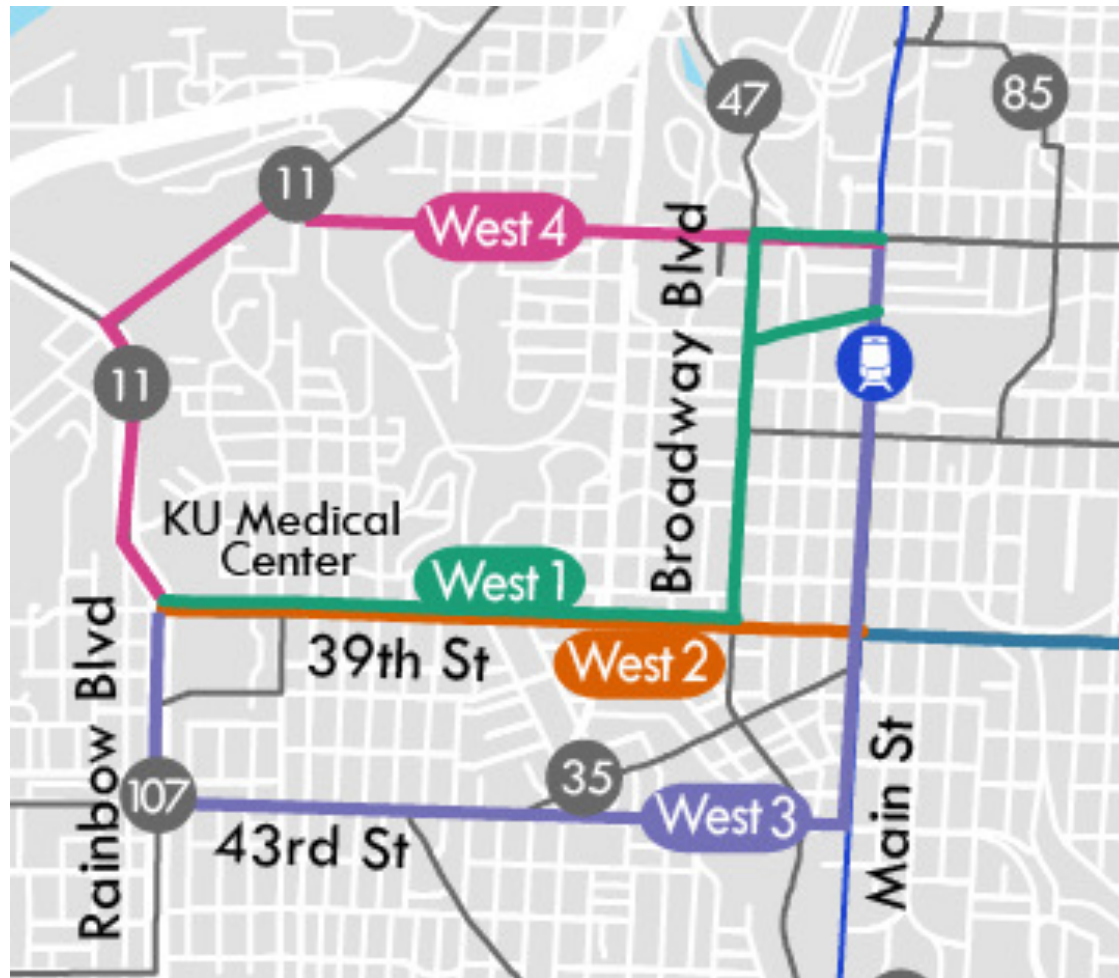 47
85
11
West 4
Broadway Blvd
11
KU Medical
Center
West 1
39th St
West 2
Rainbow Blvd
107
35
West 3
43rd St
Main St